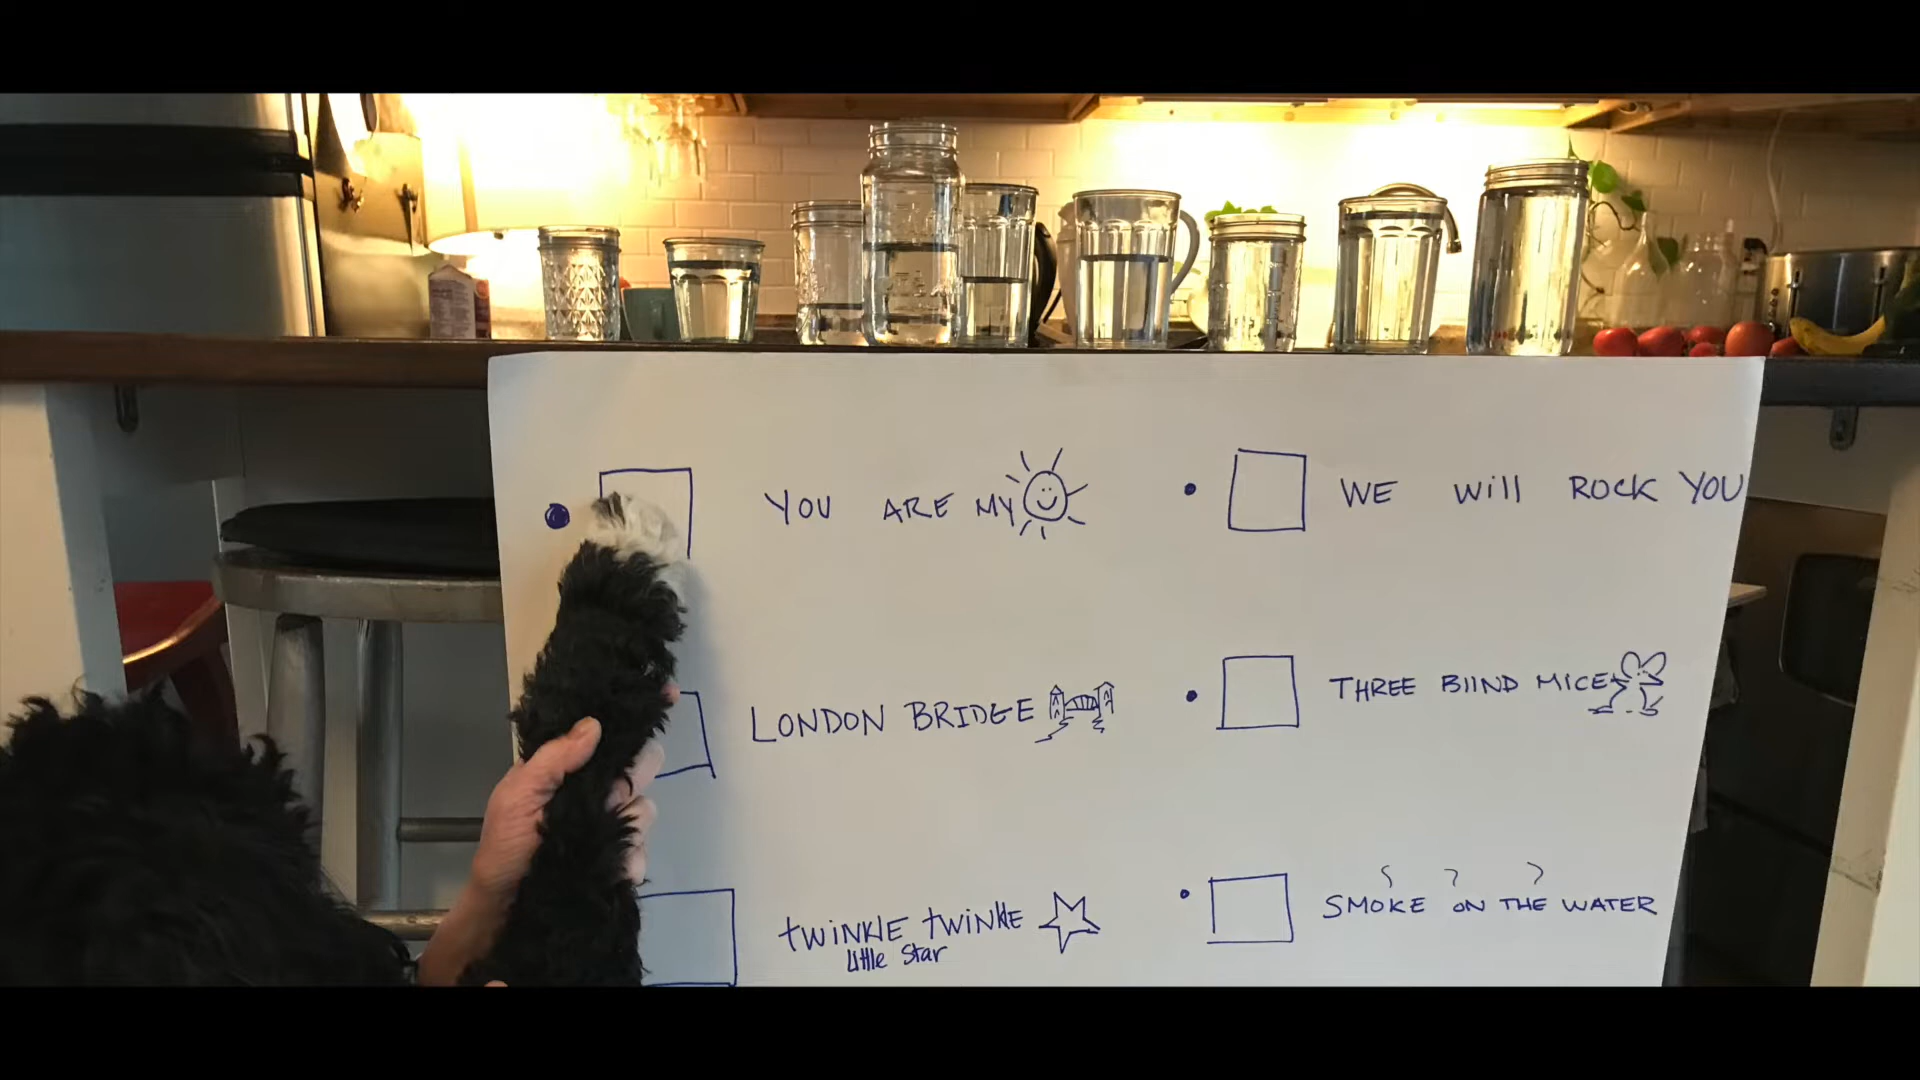 YOU ARE MY
WE Will ROCK YOU
LONDON BRIDGE
THREE BlIND MICE
twinkle twinkle
little Star
SMOKE ON THE WATER